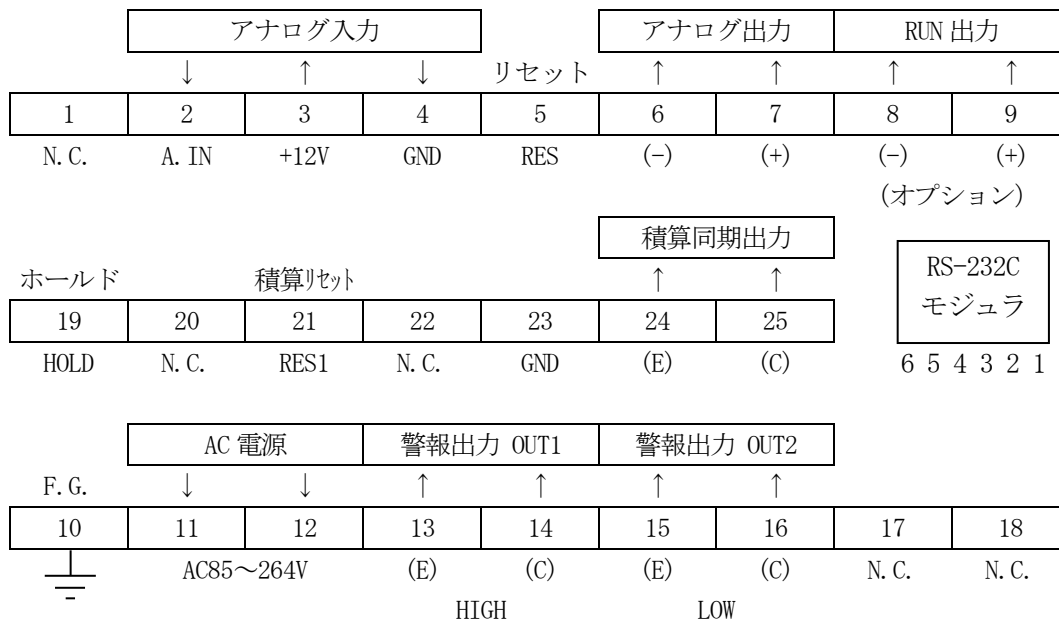 アナログ入力 アナログ出力 RUN 出力
↓ ↑ ↓ リセット ↑ ↑ ↑ ↑
1 2 3 4 5 6 7 8 9
N.C. A.IN +12V GND RES (-) (+) (-) (+)
(オプション)
積算同期出力
ホールド 積算リセット ↑ ↑
RS-232C
モジュラ
19 20 21 22 23 24 25
HOLD N.C. RES1 N.C. GND (E) (C) 6 5 4 3 2 1
AC 電源 警報出力 OUT1 警報出力 OUT2
F.G. ↓ ↓ ↑ ↑ ↑ ↑
10 11 12 13 14 15 16 17 18
AC85～264V (E) (C) (E) (C) N.C. N.C.
HIGH LOW